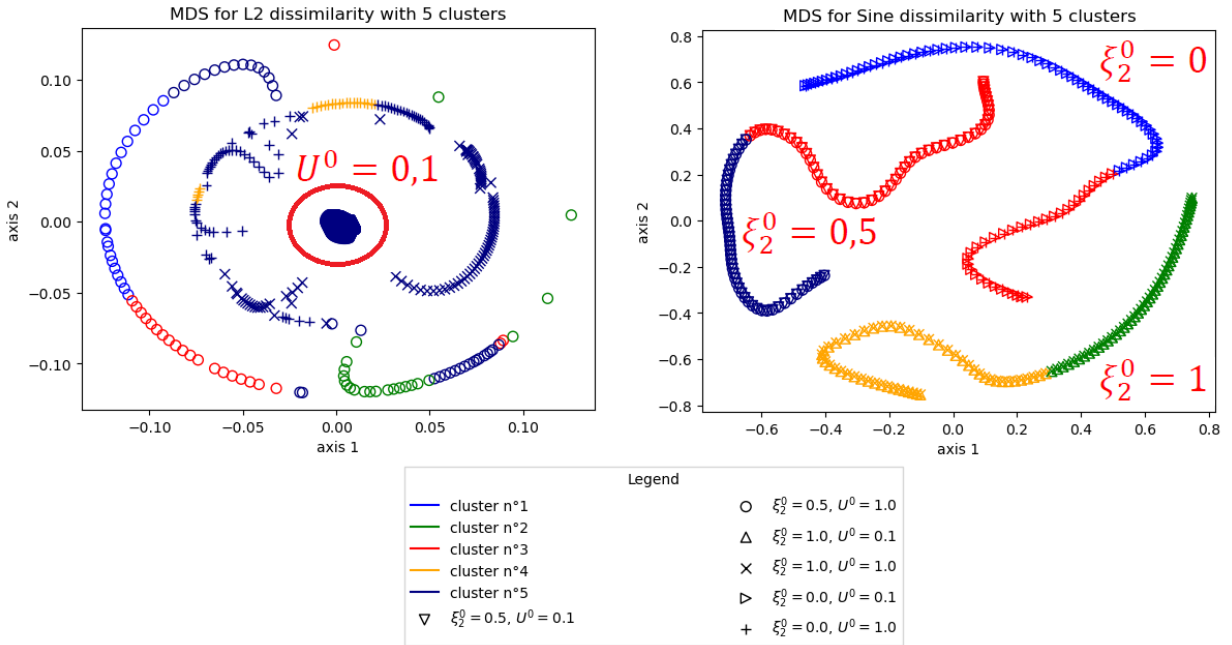 MDS for L2 dissimilarity with 5 clusters
0.10
0.05
0.00
−0.05
−0.10
axis 2
U⁰ = 0,1
−0.10 −0.05 0.00 0.05 0.10
axis 1
MDS for Sine dissimilarity with 5 clusters
0.8
0.6
0.4
0.2
0.0
−0.2
−0.4
−0.6
−0.8
axis 2
ξ₂⁰ = 0
ξ₂⁰ = 0,5
ξ₂⁰ = 1
−0.6 −0.4 −0.2 0.0 0.2 0.4 0.6 0.8
axis 1
Legend
cluster n°1
cluster n°2
cluster n°3
cluster n°4
cluster n°5
ξ₂⁰ = 0.5, U⁰ = 0.1
ξ₂⁰ = 0.5, U⁰ = 1.0
ξ₂⁰ = 1.0, U⁰ = 0.1
ξ₂⁰ = 1.0, U⁰ = 1.0
ξ₂⁰ = 0.0, U⁰ = 0.1
ξ₂⁰ = 0.0, U⁰ = 1.0